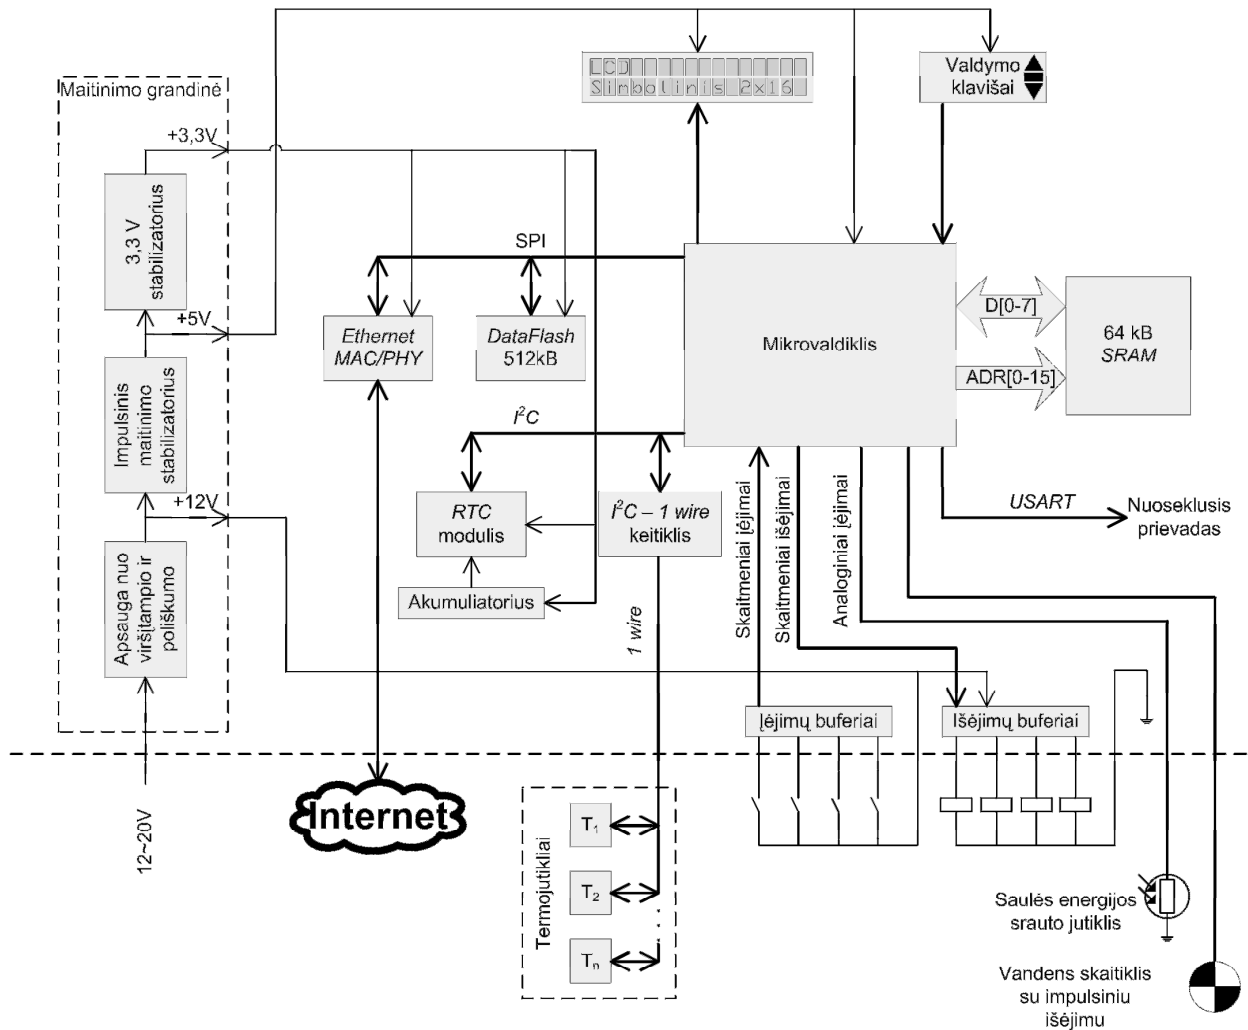 LCD
Simbolinis 2x16
Valdymo
klavišai
Maitinimo grandinė
+3,3V
3,3 V
stabilizatorius
+5V
Impulsinis
maitinimo
stabilizatorius
+12V
Apsauga nuo
viršįtampio ir
poliškumo
12~20V
SPI
Ethernet
MAC/PHY
DataFlash
512kB
Mikrovaldiklis
D[0-7]
ADR[0-15]
64 kB
SRAM
I²C
RTC
modulis
I²C – 1 wire
keitiklis
Akumuliatorius
1 wire
Skaitmeniai įėjimai
Skaitmeniai išėjimai
Analoginiai įėjimai
USART
Nuoseklusis
prievadas
Įėjimų buferiai
Išėjimų buferiai
Internet
Termojutikliai
T₁
T₂
Tₙ
Saulės energijos
srauto jutiklis
Vandens skaitiklis
su impulsiniu
išėjimu